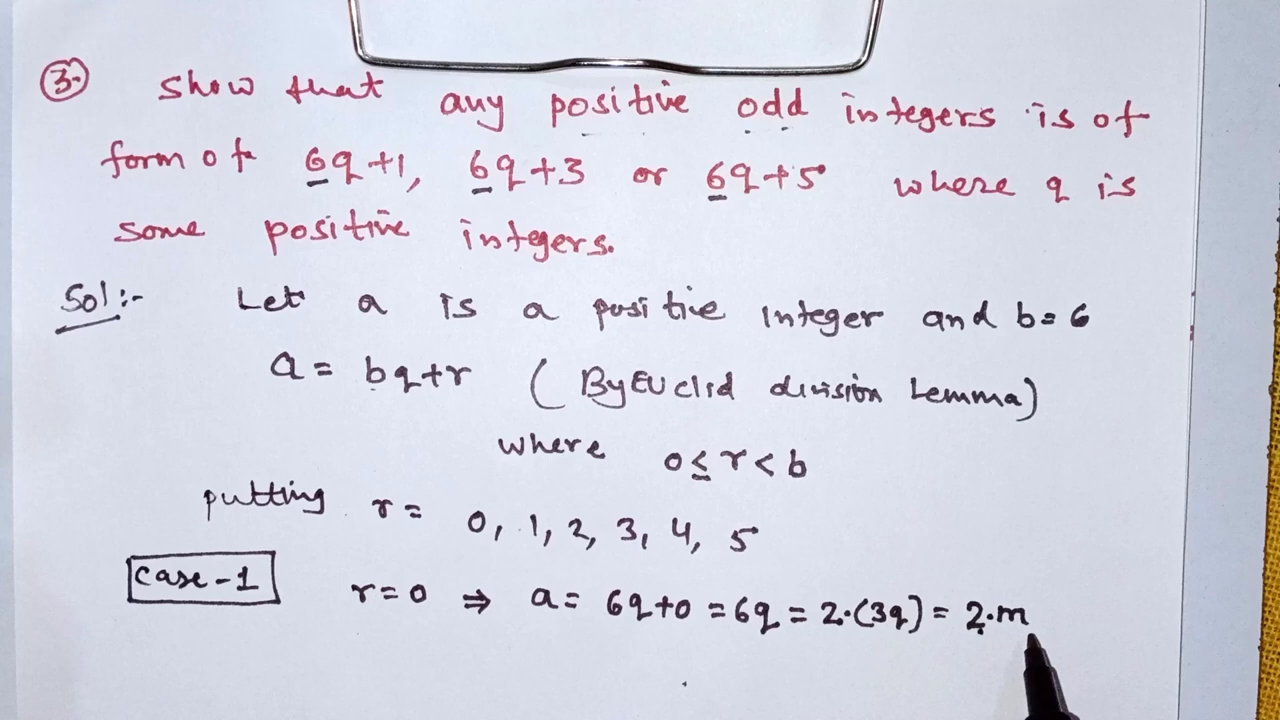 3. Show that any positive odd integers is of
form of 6q+1, 6q+3 or 6q+5 where q is
some positive integers.
Sol:- Let a is a positive integer and b=6
a = bq+r (By Euclid division Lemma)
where 0≤r<b
putting r = 0, 1, 2, 3, 4, 5
case-1 r=0 ⇒ a = 6q+0 = 6q = 2·(3q) = 2·m